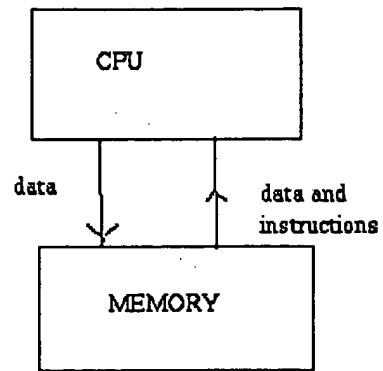 CPU
data
data and
instructions
MEMORY